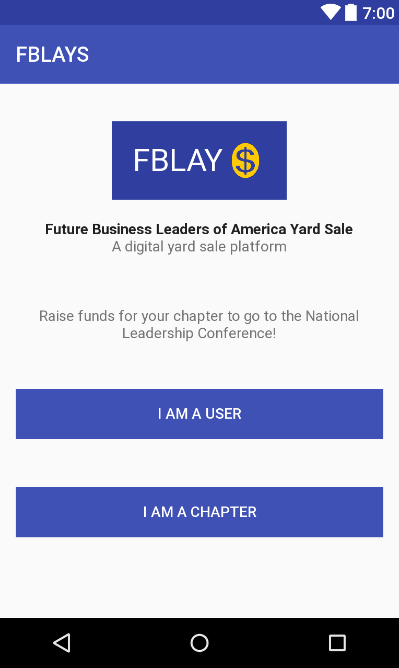 7:00
FBLAYS
FBLAY $
Future Business Leaders of America Yard Sale
A digital yard sale platform
Raise funds for your chapter to go to the National
Leadership Conference!
I AM A USER
I AM A CHAPTER